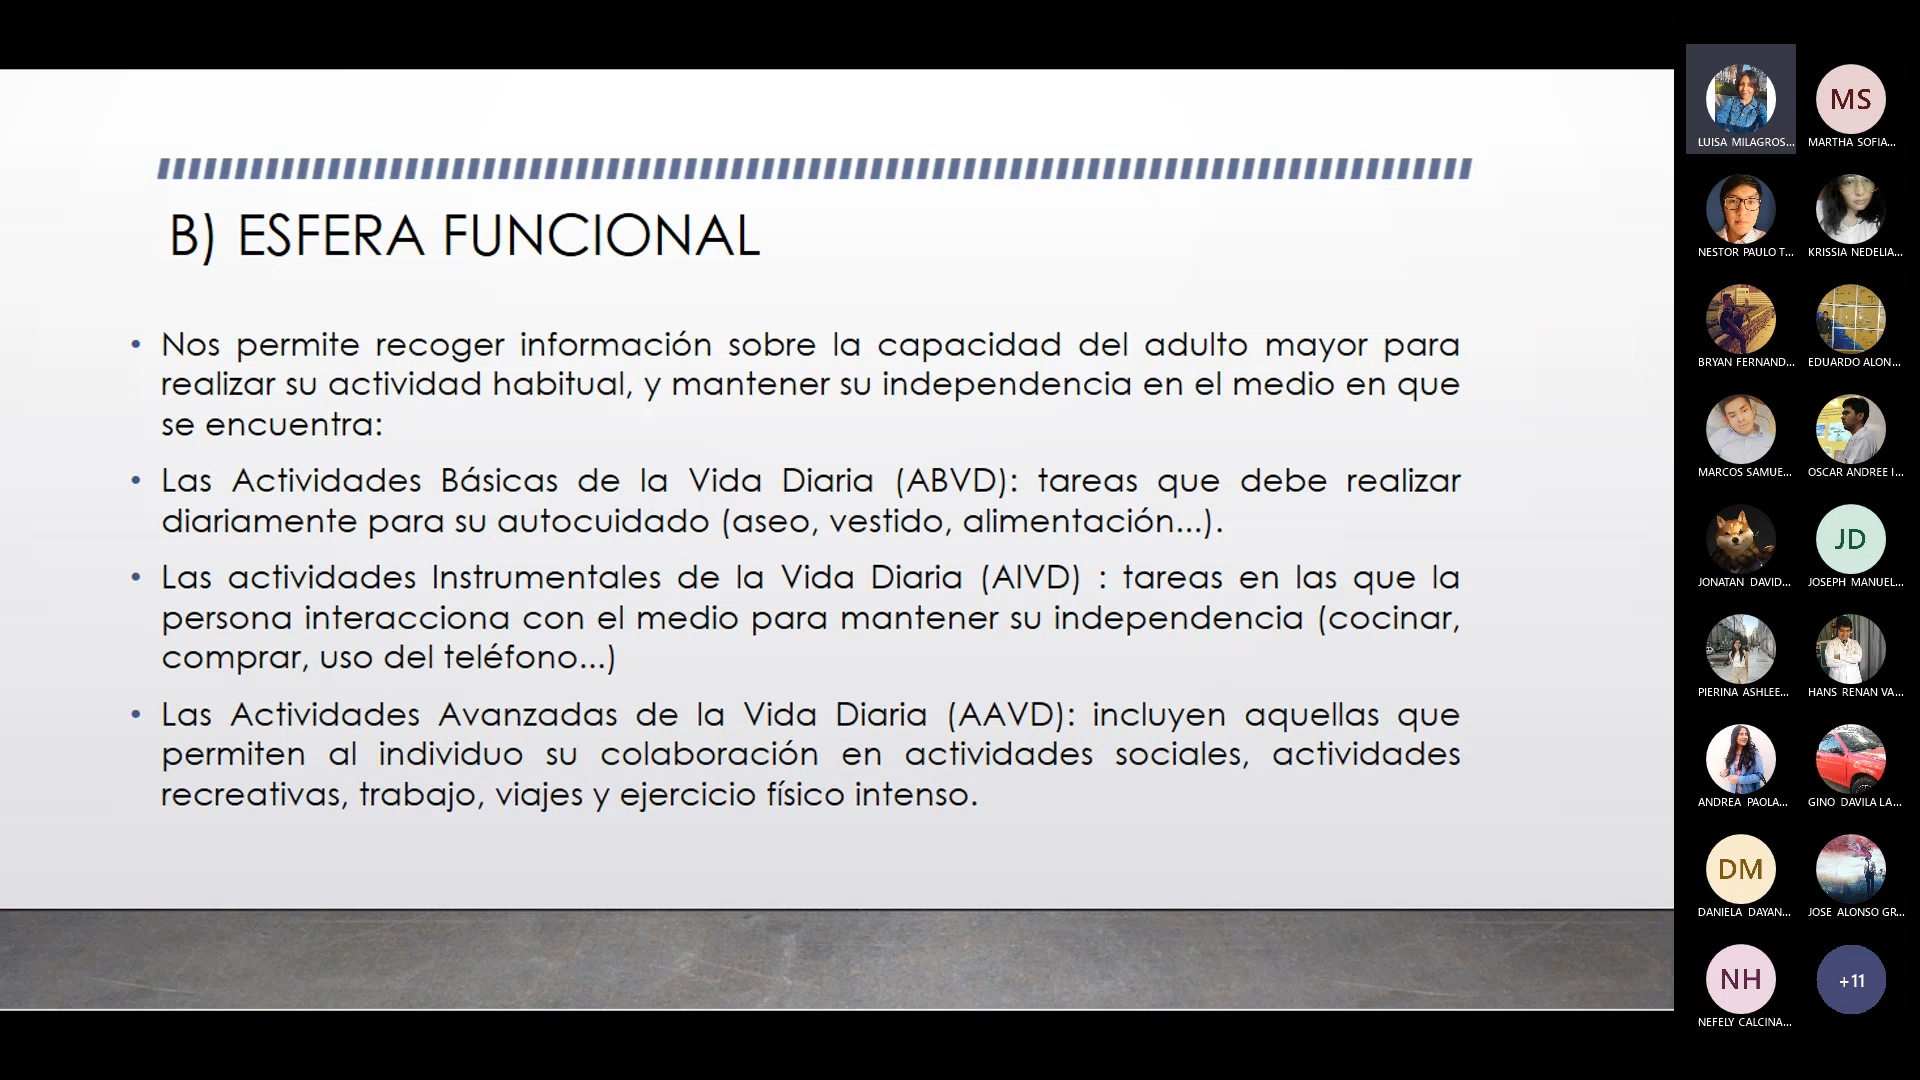 B) ESFERA FUNCIONAL
• Nos permite recoger información sobre la capacidad del adulto mayor para
realizar su actividad habitual, y mantener su independencia en el medio en que
se encuentra:
• Las Actividades Básicas de la Vida Diaria (ABVD): tareas que debe realizar
diariamente para su autocuidado (aseo, vestido, alimentación...).
• Las actividades Instrumentales de la Vida Diaria (AIVD) : tareas en las que la
persona interacciona con el medio para mantener su independencia (cocinar,
comprar, uso del teléfono...)
• Las Actividades Avanzadas de la Vida Diaria (AAVD): incluyen aquellas que
permiten al individuo su colaboración en actividades sociales, actividades
recreativas, trabajo, viajes y ejercicio físico intenso.
MS
LUISA MILAGROS...
MARTHA SOFIA...
NESTOR PAULO T...
KRISSIA NEDELIA...
BRYAN FERNAND...
EDUARDO ALON...
MARCOS SAMUE...
OSCAR ANDREE I...
JD
JONATAN DAVID...
JOSEPH MANUEL...
PIERINA ASHLEE...
HANS RENAN VA...
ANDREA PAOLA...
GINO DAVILA LA...
DM
DANIELA DAYAN...
JOSE ALONSO GR...
NH
+11
NEFELY CALCINA...